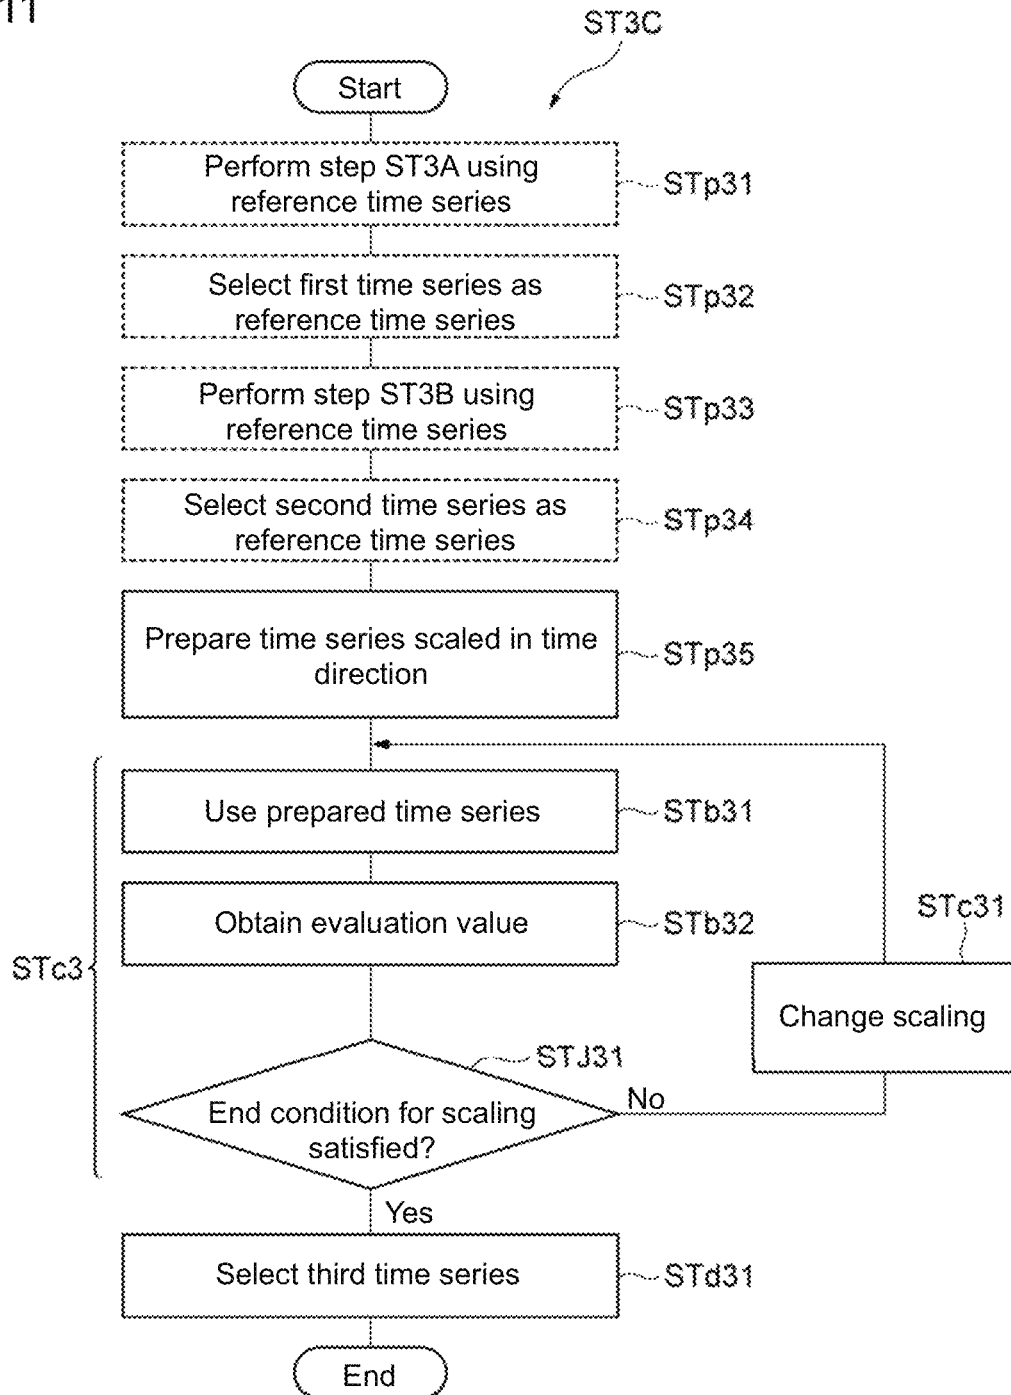 11
ST3C
Start
Perform step ST3A using
reference time series
STp31
Select first time series as
reference time series
STp32
Perform step ST3B using
reference time series
STp33
Select second time series as
reference time series
STp34
Prepare time series scaled in time
direction
STp35
Use prepared time series
STb31
Obtain evaluation value
STb32
STc31
STc3
Change scaling
STJ31
No
End condition for scaling
satisfied?
Yes
Select third time series
STd31
End